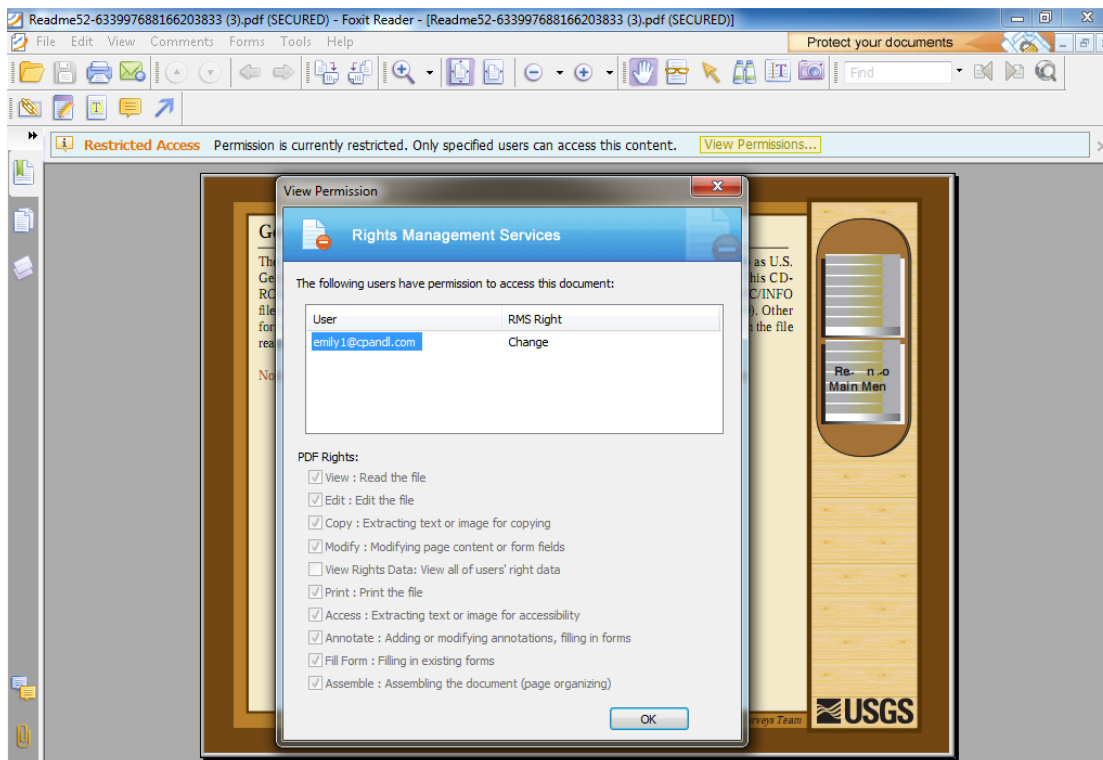 Readme52-633997688166203833 (3).pdf (SECURED) - Foxit Reader - [Readme52-633997688166203833 (3).pdf (SECURED)]
File Edit View Comments Forms Tools Help
Protect your documents
Find
Restricted Access Permission is currently restricted. Only specified users can access this content. View Permissions...
View Permission
Rights Management Services
The following users have permission to access this document:
User RMS Right
emily1@cpandl.com Change
PDF Rights:
View : Read the file
Edit : Edit the file
Copy : Extracting text or image for copying
Modify : Modifying page content or form fields
View Rights Data: View all of users' right data
Print : Print the file
Access : Extracting text or image for accessibility
Annotate : Adding or modifying annotations, filling in forms
Fill Form : Filling in existing forms
Assemble : Assembling the document (page organizing)
OK
as U.S.
CD-
/INFO
Other
the file
Main Men
Team
USGS